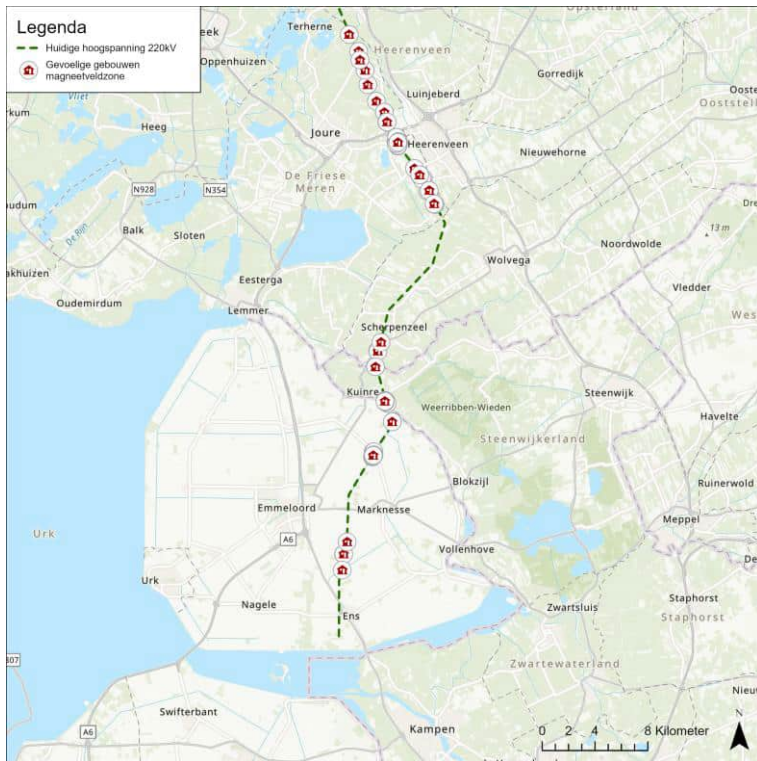 Legenda
Huidige hoogspanning 220kV
Gevoelige gebouwen
magneetveldzone
Terherne
Heerenveen
Oppenhuizen
Gorredijk
Luinjeberd
Vliet
Heeg
Joure
Heerenveen
Nieuwehorne
De Friese
Meren
N928
N354
De Rijn
Balk
Sloten
13 m
Noordwolde
Wolvega
Eesterga
Oudemirdum
Lemmer
Vledder
Scherpenzeel
Kuinre
Steenwijk
Weerribben-Wieden
Havelte
Steenwijkerland
Blokzijl
Ruinerwold
Emmeloord
Marknesse
Meppel
Urk
A6
Vollenhove
Urk
Staphorst
Nagele
Ens
Zwartsluis
Staphorst
Zwartewaterland
Swifterbant
Kampen
A6
0 2 4 8 Kilometer
N